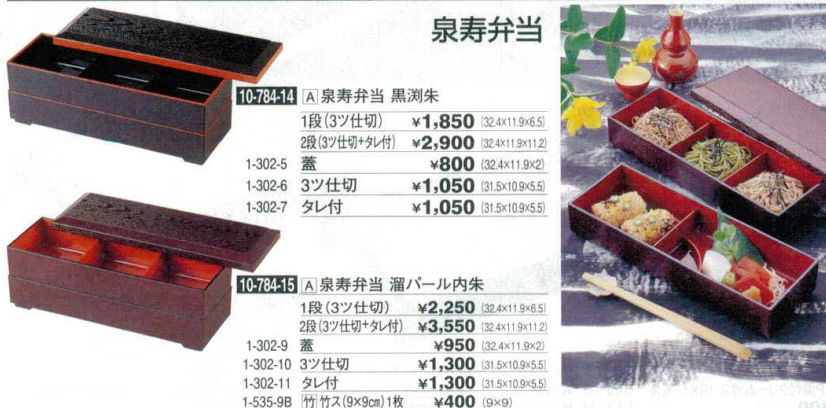 泉寿弁当
10-784-14 A 泉寿弁当 黒渕朱
1段(3ツ仕切) ¥1,850 (32.4×11.9×6.5)
2段(3ツ仕切+タレ付) ¥2,900 (32.4×11.9×11.2)
1-302-5 蓋 ¥800 (32.4×11.9×2)
1-302-6 3ツ仕切 ¥1,050 (31.5×10.9×5.5)
1-302-7 タレ付 ¥1,050 (31.5×10.9×5.5)
10-784-15 A 泉寿弁当 溜パール内朱
1段(3ツ仕切) ¥2,250 (32.4×11.9×6.5)
2段(3ツ仕切+タレ付) ¥3,550 (32.4×11.9×11.2)
1-302-9 蓋 ¥950 (32.4×11.9×2)
1-302-10 3ツ仕切 ¥1,300 (31.5×10.9×5.5)
1-302-11 タレ付 ¥1,300 (31.5×10.9×5.5)
1-535-9B 竹 竹ス(9×9cm)1枚 ¥400 (9×9)